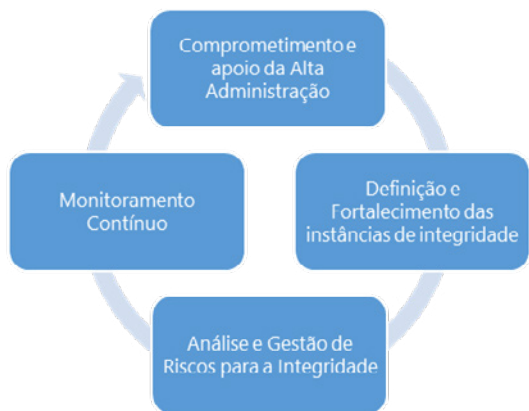 Comprometimento e
apoio da Alta
Administração
Definição e
Fortalecimento das
instâncias de integridade
Análise e Gestão de
Riscos para a Integridade
Monitoramento
Contínuo